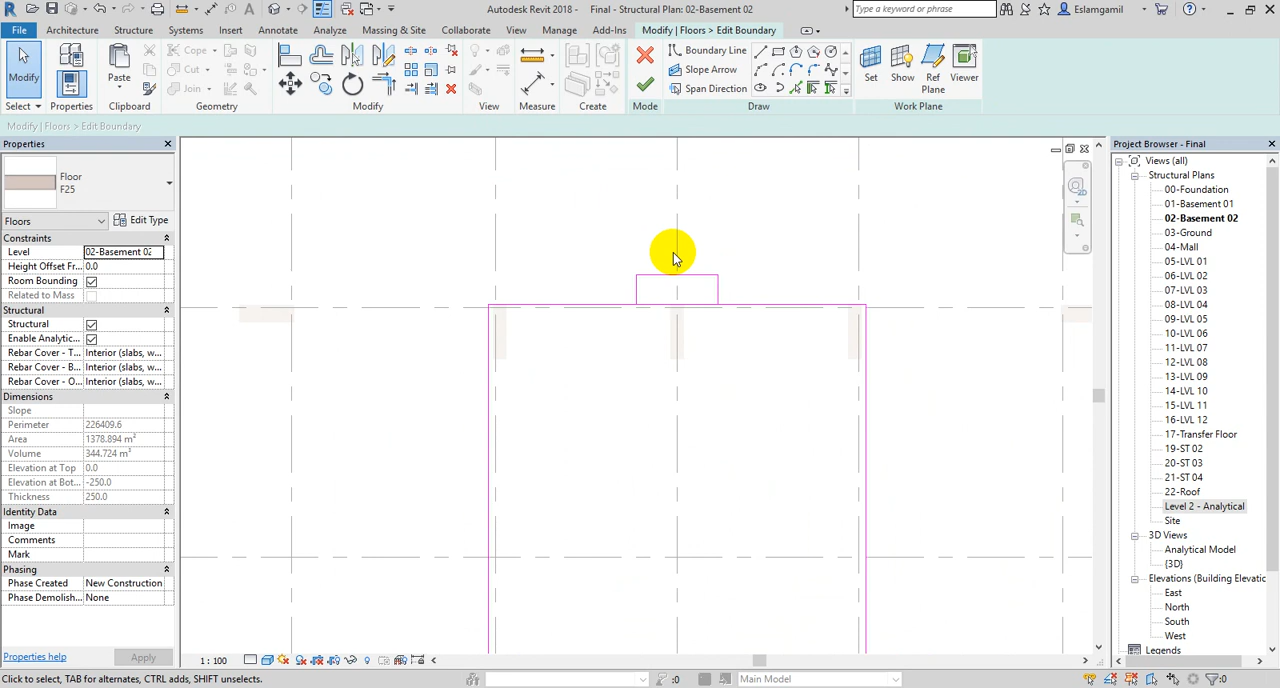 Autodesk Revit 2018 - Final - Structural Plan: 02-Basement 02
Type a keyword or phrase
Eslamgamil
File Architecture Structure Systems Insert Annotate Analyze Massing & Site Collaborate View Manage Add-Ins Modify | Floors > Edit Boundary
Modify
Select
Properties
Paste
Clipboard
Cope
Cut
Join
Geometry
Modify
View
Measure
Create
Mode
Boundary Line
Slope Arrow
Span Direction
Draw
Set
Show
Ref Plane
Viewer
Work Plane
Modify | Floors > Edit Boundary
Properties
Floor
F25
Floors
Edit Type
Constraints
Level 02-Basement 02
Height Offset Fr... 0.0
Room Bounding
Related to Mass
Structural
Structural
Enable Analytic...
Rebar Cover - T... Interior (slabs, w...
Rebar Cover - B... Interior (slabs, w...
Rebar Cover - O... Interior (slabs, w...
Dimensions
Slope
Perimeter 226409.6
Area 1378.894 m²
Volume 344.724 m³
Elevation at Top 0.0
Elevation at Bot... -250.0
Thickness 250.0
Identity Data
Image
Comments
Mark
Phasing
Phase Created New Construction
Phase Demolish... None
Properties help
Apply
Project Browser - Final
Views (all)
Structural Plans
00-Foundation
01-Basement 01
02-Basement 02
03-Ground
04-Mall
05-LVL 01
06-LVL 02
07-LVL 03
08-LVL 04
09-LVL 05
10-LVL 06
11-LVL 07
12-LVL 08
13-LVL 09
14-LVL 10
15-LVL 11
16-LVL 12
17-Transfer Floor
19-ST 02
20-ST 03
21-ST 04
22-Roof
Level 2 - Analytical
Site
3D Views
Analytical Model
{3D}
Elevations (Building Elevatio
East
North
South
West
Legends
1 : 100
Click to select, TAB for alternates, CTRL adds, SHIFT unselects.
:0
Main Model
:0